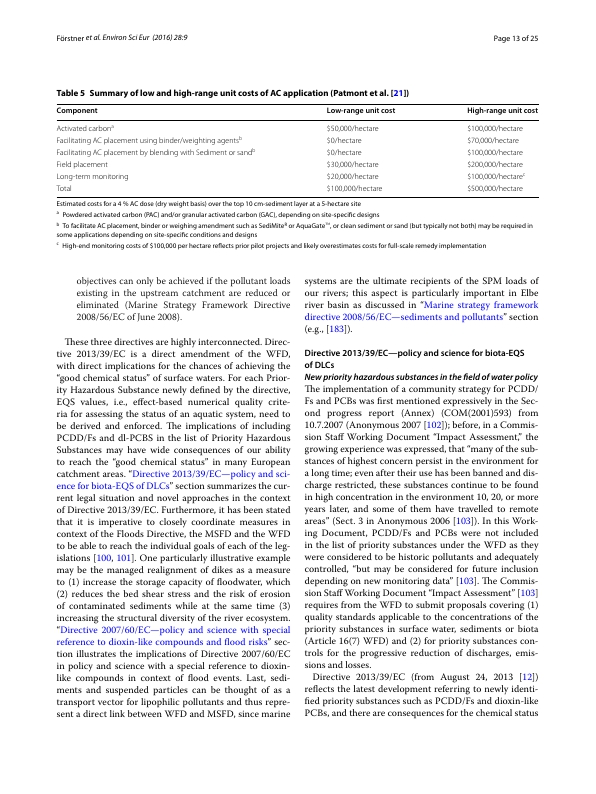 Förstner et al. Environ Sci Eur (2016) 28:9
Page 13 of 25
Table 5 Summary of low and high-range unit costs of AC application (Patmont et al. [21])
Component Low-range unit cost High-range unit cost
Activated carbonᵃ $50,000/hectare $100,000/hectare
Facilitating AC placement using binder/weighting agentsᵇ $0/hectare $70,000/hectare
Facilitating AC placement by blending with Sediment or sandᵇ $0/hectare $100,000/hectare
Field placement $30,000/hectare $200,000/hectare
Long-term monitoring $20,000/hectare $100,000/hectareᶜ
Total $100,000/hectare $500,000/hectare
Estimated costs for a 4 % AC dose (dry weight basis) over the top 10 cm-sediment layer at a 5-hectare site
ᵃ Powdered activated carbon (PAC) and/or granular activated carbon (GAC), depending on site-specific designs
ᵇ To facilitate AC placement, binder or weighing amendment such as SediMite® or AquaGate™, or clean sediment or sand (but typically not both) may be required in
some applications depending on site-specific conditions and designs
ᶜ High-end monitoring costs of $100,000 per hectare reflects prior pilot projects and likely overestimates costs for full-scale remedy implementation
objectives can only be achieved if the pollutant loads
existing in the upstream catchment are reduced or
eliminated (Marine Strategy Framework Directive
2008/56/EC of June 2008).
These three directives are highly interconnected. Direc-
tive 2013/39/EC is a direct amendment of the WFD,
with direct implications for the chances of achieving the
“good chemical status” of surface waters. For each Prior-
ity Hazardous Substance newly defined by the directive,
EQS values, i.e., effect-based numerical quality crite-
ria for assessing the status of an aquatic system, need to
be derived and enforced. The implications of including
PCDD/Fs and dl-PCBS in the list of Priority Hazardous
Substances may have wide consequences of our ability
to reach the “good chemical status” in many European
catchment areas. “Directive 2013/39/EC—policy and sci-
ence for biota-EQS of DLCs” section summarizes the cur-
rent legal situation and novel approaches in the context
of Directive 2013/39/EC. Furthermore, it has been stated
that it is imperative to closely coordinate measures in
context of the Floods Directive, the MSFD and the WFD
to be able to reach the individual goals of each of the leg-
islations [100, 101]. One particularly illustrative example
may be the managed realignment of dikes as a measure
to (1) increase the storage capacity of floodwater, which
(2) reduces the bed shear stress and the risk of erosion
of contaminated sediments while at the same time (3)
increasing the structural diversity of the river ecosystem.
“Directive 2007/60/EC—policy and science with special
reference to dioxin-like compounds and flood risks” sec-
tion illustrates the implications of Directive 2007/60/EC
in policy and science with a special reference to dioxin-
like compounds in context of flood events. Last, sedi-
ments and suspended particles can be thought of as a
transport vector for lipophilic pollutants and thus repre-
sent a direct link between WFD and MSFD, since marine
systems are the ultimate recipients of the SPM loads of
our rivers; this aspect is particularly important in Elbe
river basin as discussed in “Marine strategy framework
directive 2008/56/EC—sediments and pollutants” section
(e.g., [183]).
Directive 2013/39/EC—policy and science for biota-EQS
of DLCs
New priority hazardous substances in the field of water policy
The implementation of a community strategy for PCDD/
Fs and PCBs was first mentioned expressively in the Sec-
ond progress report (Annex) (COM(2001)593) from
10.7.2007 (Anonymous 2007 [102]); before, in a Commis-
sion Staff Working Document “Impact Assessment,” the
growing experience was expressed, that “many of the sub-
stances of highest concern persist in the environment for
a long time; even after their use has been banned and dis-
charge restricted, these substances continue to be found
in high concentration in the environment 10, 20, or more
years later, and some of them have travelled to remote
areas” (Sect. 3 in Anonymous 2006 [103]). In this Work-
ing Document, PCDD/Fs and PCBs were not included
in the list of priority substances under the WFD as they
were considered to be historic pollutants and adequately
controlled, “but may be considered for future inclusion
depending on new monitoring data” [103]. The Commis-
sion Staff Working Document “Impact Assessment” [103]
requires from the WFD to submit proposals covering (1)
quality standards applicable to the concentrations of the
priority substances in surface water, sediments or biota
(Article 16(7) WFD) and (2) for priority substances con-
trols for the progressive reduction of discharges, emis-
sions and losses.
Directive 2013/39/EC (from August 24, 2013 [12])
reflects the latest development referring to newly identi-
fied priority substances such as PCDD/Fs and dioxin-like
PCBs, and there are consequences for the chemical status